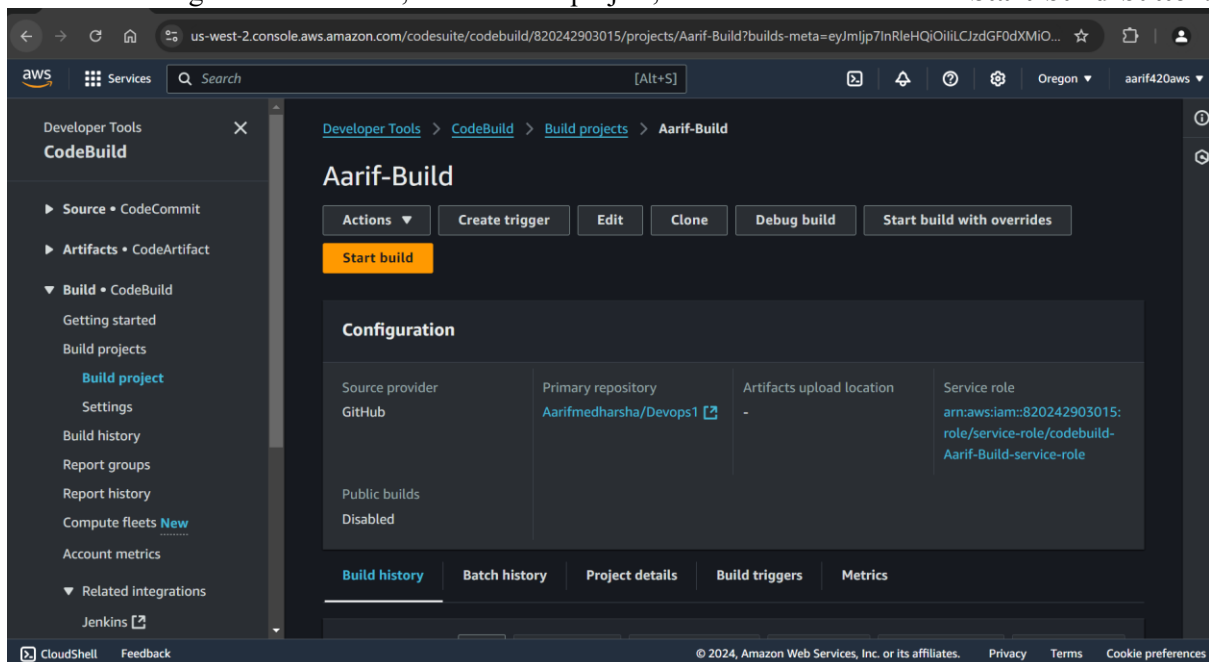 us-west-2.console.aws.amazon.com/codesuite/codebuild/820242903015/projects/Aarif-Build?builds-meta=eyJmIjp7InRleHQiOiIiLCJzdGF0dXMiO...
aws Services Search [Alt+S] Oregon ▼ aarif420aws ▼
Developer Tools
CodeBuild
Source • CodeCommit
Artifacts • CodeArtifact
Build • CodeBuild
Getting started
Build projects
Build project
Settings
Build history
Report groups
Report history
Compute fleets New
Account metrics
Related integrations
Jenkins
Developer Tools > CodeBuild > Build projects > Aarif-Build
Aarif-Build
Actions ▼ Create trigger Edit Clone Debug build Start build with overrides
Start build
Configuration
Source provider
GitHub
Primary repository
Aarifmedharsha/Devops1
Artifacts upload location
-
Service role
arn:aws:iam::820242903015:
role/service-role/codebuild-
Aarif-Build-service-role
Public builds
Disabled
Build history Batch history Project details Build triggers Metrics
CloudShell Feedback © 2024, Amazon Web Services, Inc. or its affiliates. Privacy Terms Cookie preferences